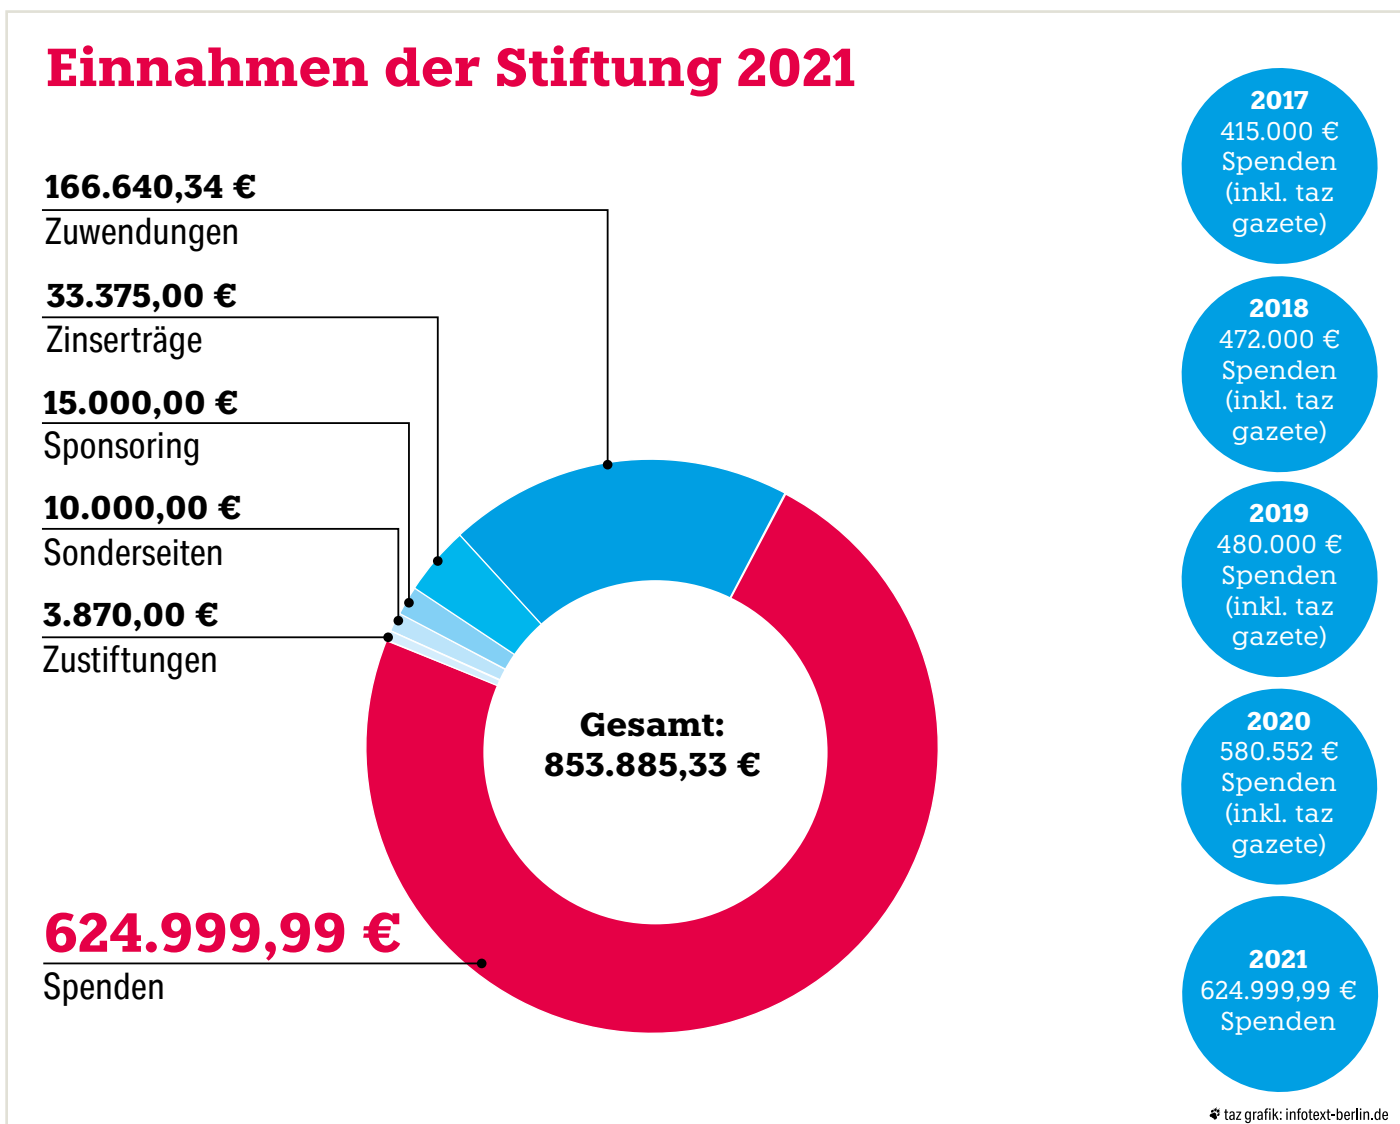 Einnahmen der Stiftung 2021
166.640,34 €
Zuwendungen
33.375,00 €
Zinserträge
15.000,00 €
Sponsoring
10.000,00 €
Sonderseiten
3.870,00 €
Zustiftungen
Gesamt:
853.885,33 €
624.999,99 €
Spenden
2017
415.000 €
Spenden
(inkl. taz
gazete)
2018
472.000 €
Spenden
(inkl. taz
gazete)
2019
480.000 €
Spenden
(inkl. taz
gazete)
2020
580.552 €
Spenden
(inkl. taz
gazete)
2021
624.999,99 €
Spenden
taz grafik: infotext-berlin.de